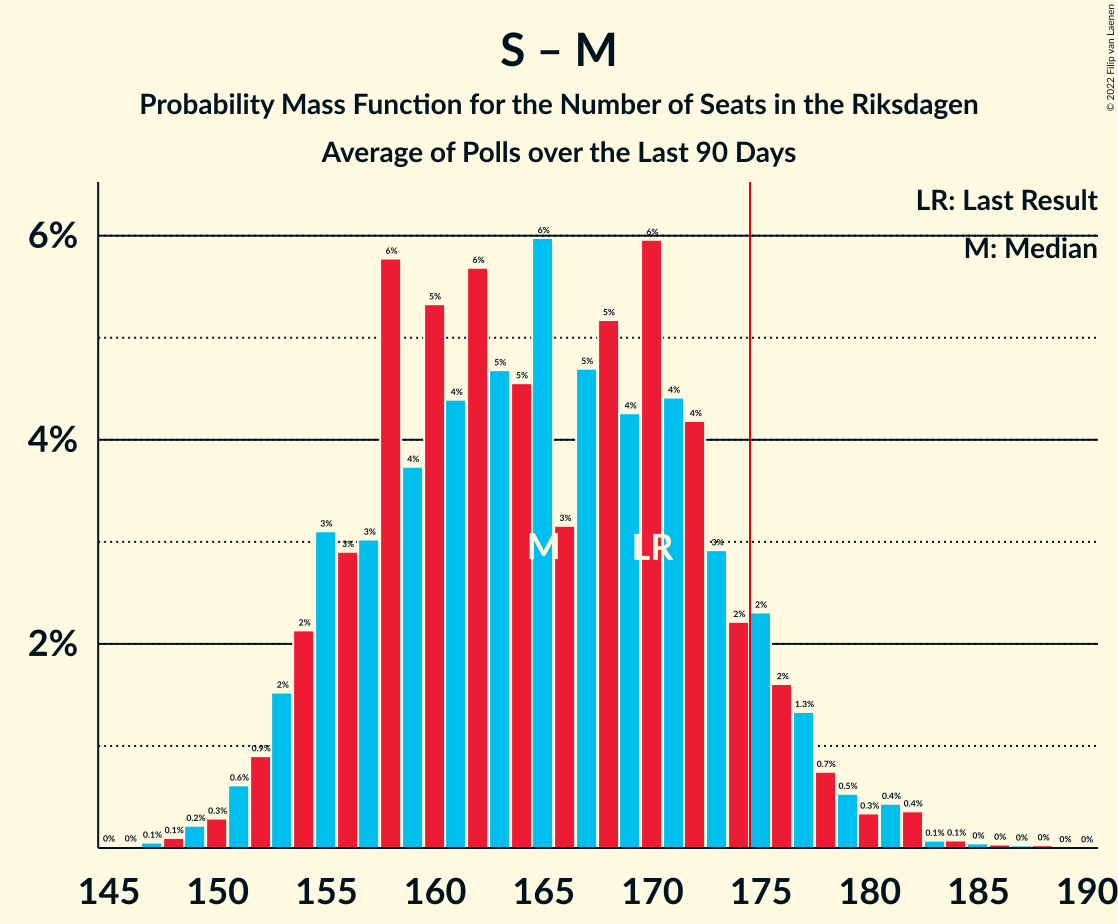 S – M
Probability Mass Function for the Number of Seats in the Riksdagen
Average of Polls over the Last 90 Days
© 2022 Filip van Laenen
LR: Last Result
M: Median
6%
4%
2%
0% 0% 0.1% 0.1% 0.2% 0.3% 0.6% 0.9% 2% 2% 3% 3% 3% 6% 4% 5% 4% 6% 5% 5% 6% 3% 5% 5% 4% 6% 4% 4% 3% 2% 2% 2% 1.3% 0.7% 0.5% 0.3% 0.4% 0.4% 0.1% 0.1% 0% 0% 0% 0% 0% 0%
M LR
145 150 155 160 165 170 175 180 185 190